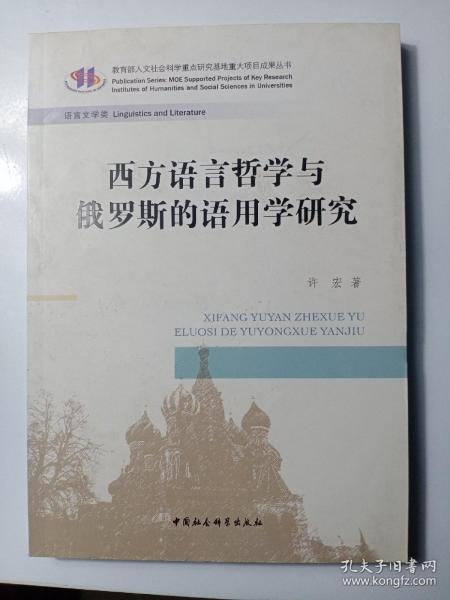 教育部人文社会科学重点研究基地重大项目成果丛书
Publication Series: MOE Supported Projects of Key Research
Institutes of Humanities and Social Sciences in Universities
语言文学类 Linguistics and Literature
西方语言哲学与
俄罗斯的语用学研究
许 宏 著
XIFANG YUYAN ZHEXUE YU
ELUOSI DE YUYONGXUE YANJIU
中国社会科学出版社
孔夫子旧书网
www.kongfz.com